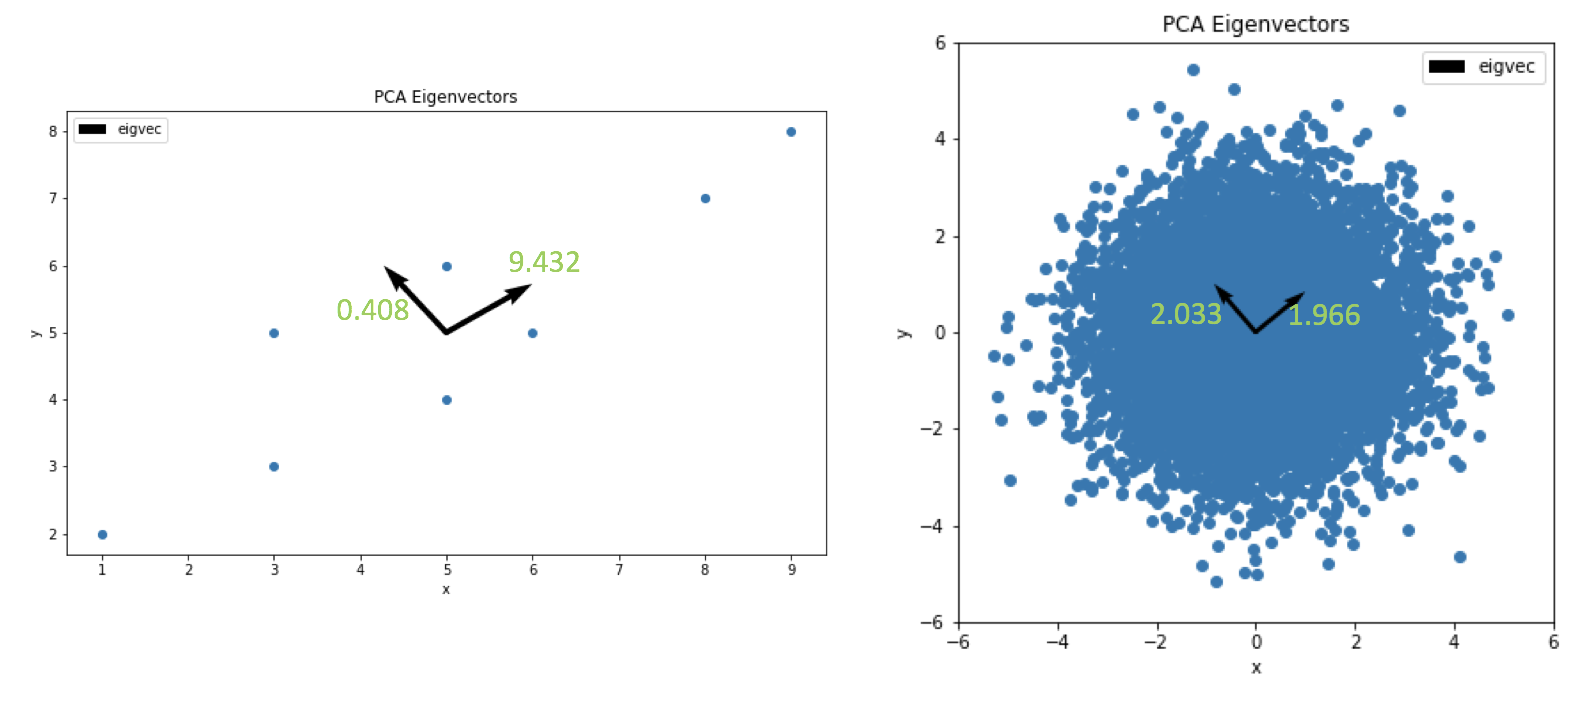 PCA Eigenvectors
eigvec
8
7
6
5
4
3
2
y
9.432
0.408
1 2 3 4 5 6 7 8 9
x
PCA Eigenvectors
eigvec
6
4
2
0
−2
−4
−6
y
2.033 1.966
−6 −4 −2 0 2 4 6
x